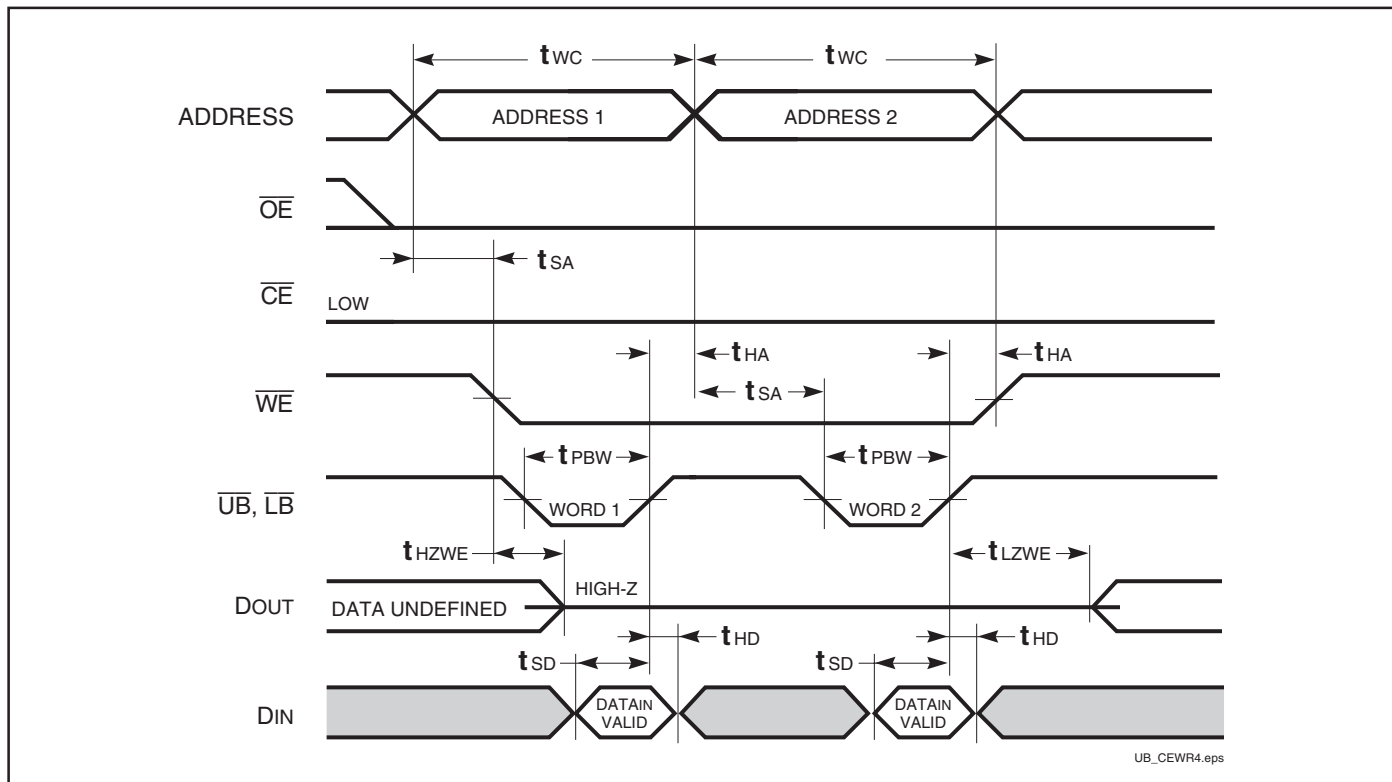 tWC tWC
ADDRESS ADDRESS 1 ADDRESS 2
OE
tSA
CE LOW
tHA tHA
WE tSA
tPBW tPBW
UB, LB WORD 1 WORD 2
tHZWE tLZWE
DOUT DATA UNDEFINED HIGH-Z
tHD tHD
tSD tSD
DIN DATAIN VALID DATAIN VALID
UB_CEWR4.eps